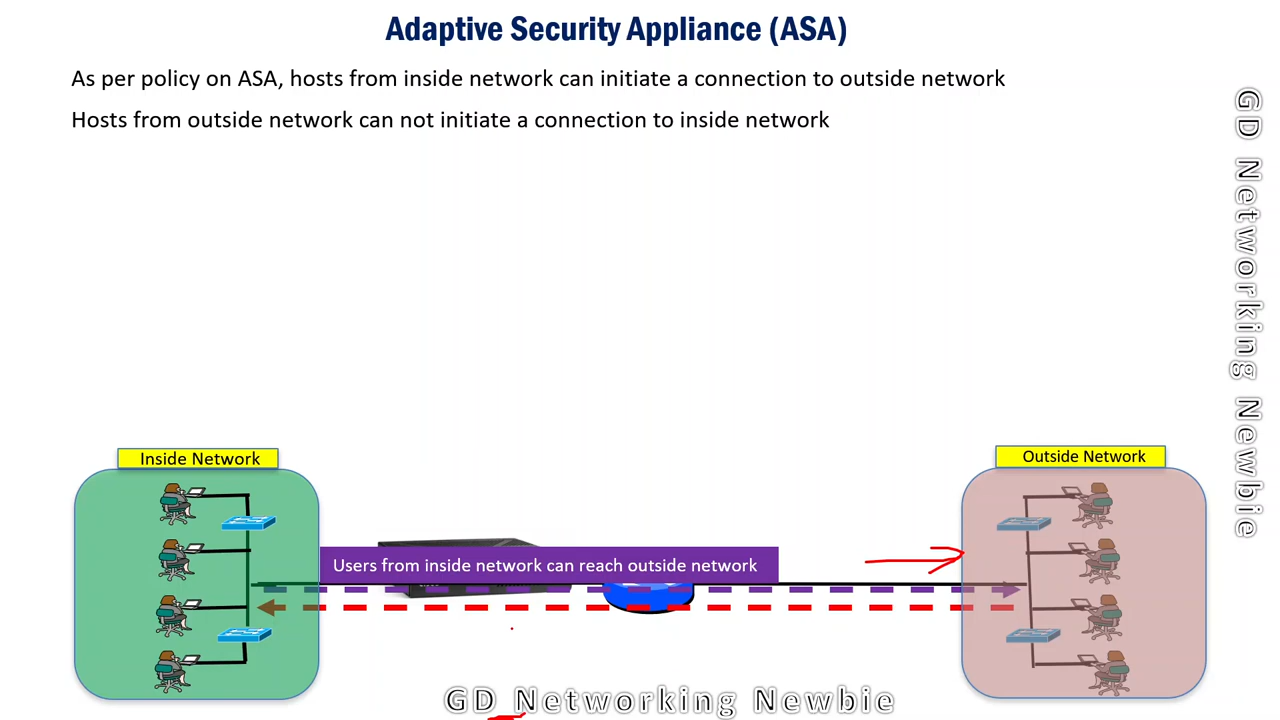 Adaptive Security Appliance (ASA)
As per policy on ASA, hosts from inside network can initiate a connection to outside network
Hosts from outside network can not initiate a connection to inside network
GD Networking Newbie
Inside Network
Outside Network
Users from inside network can reach outside network
GD Networking Newbie